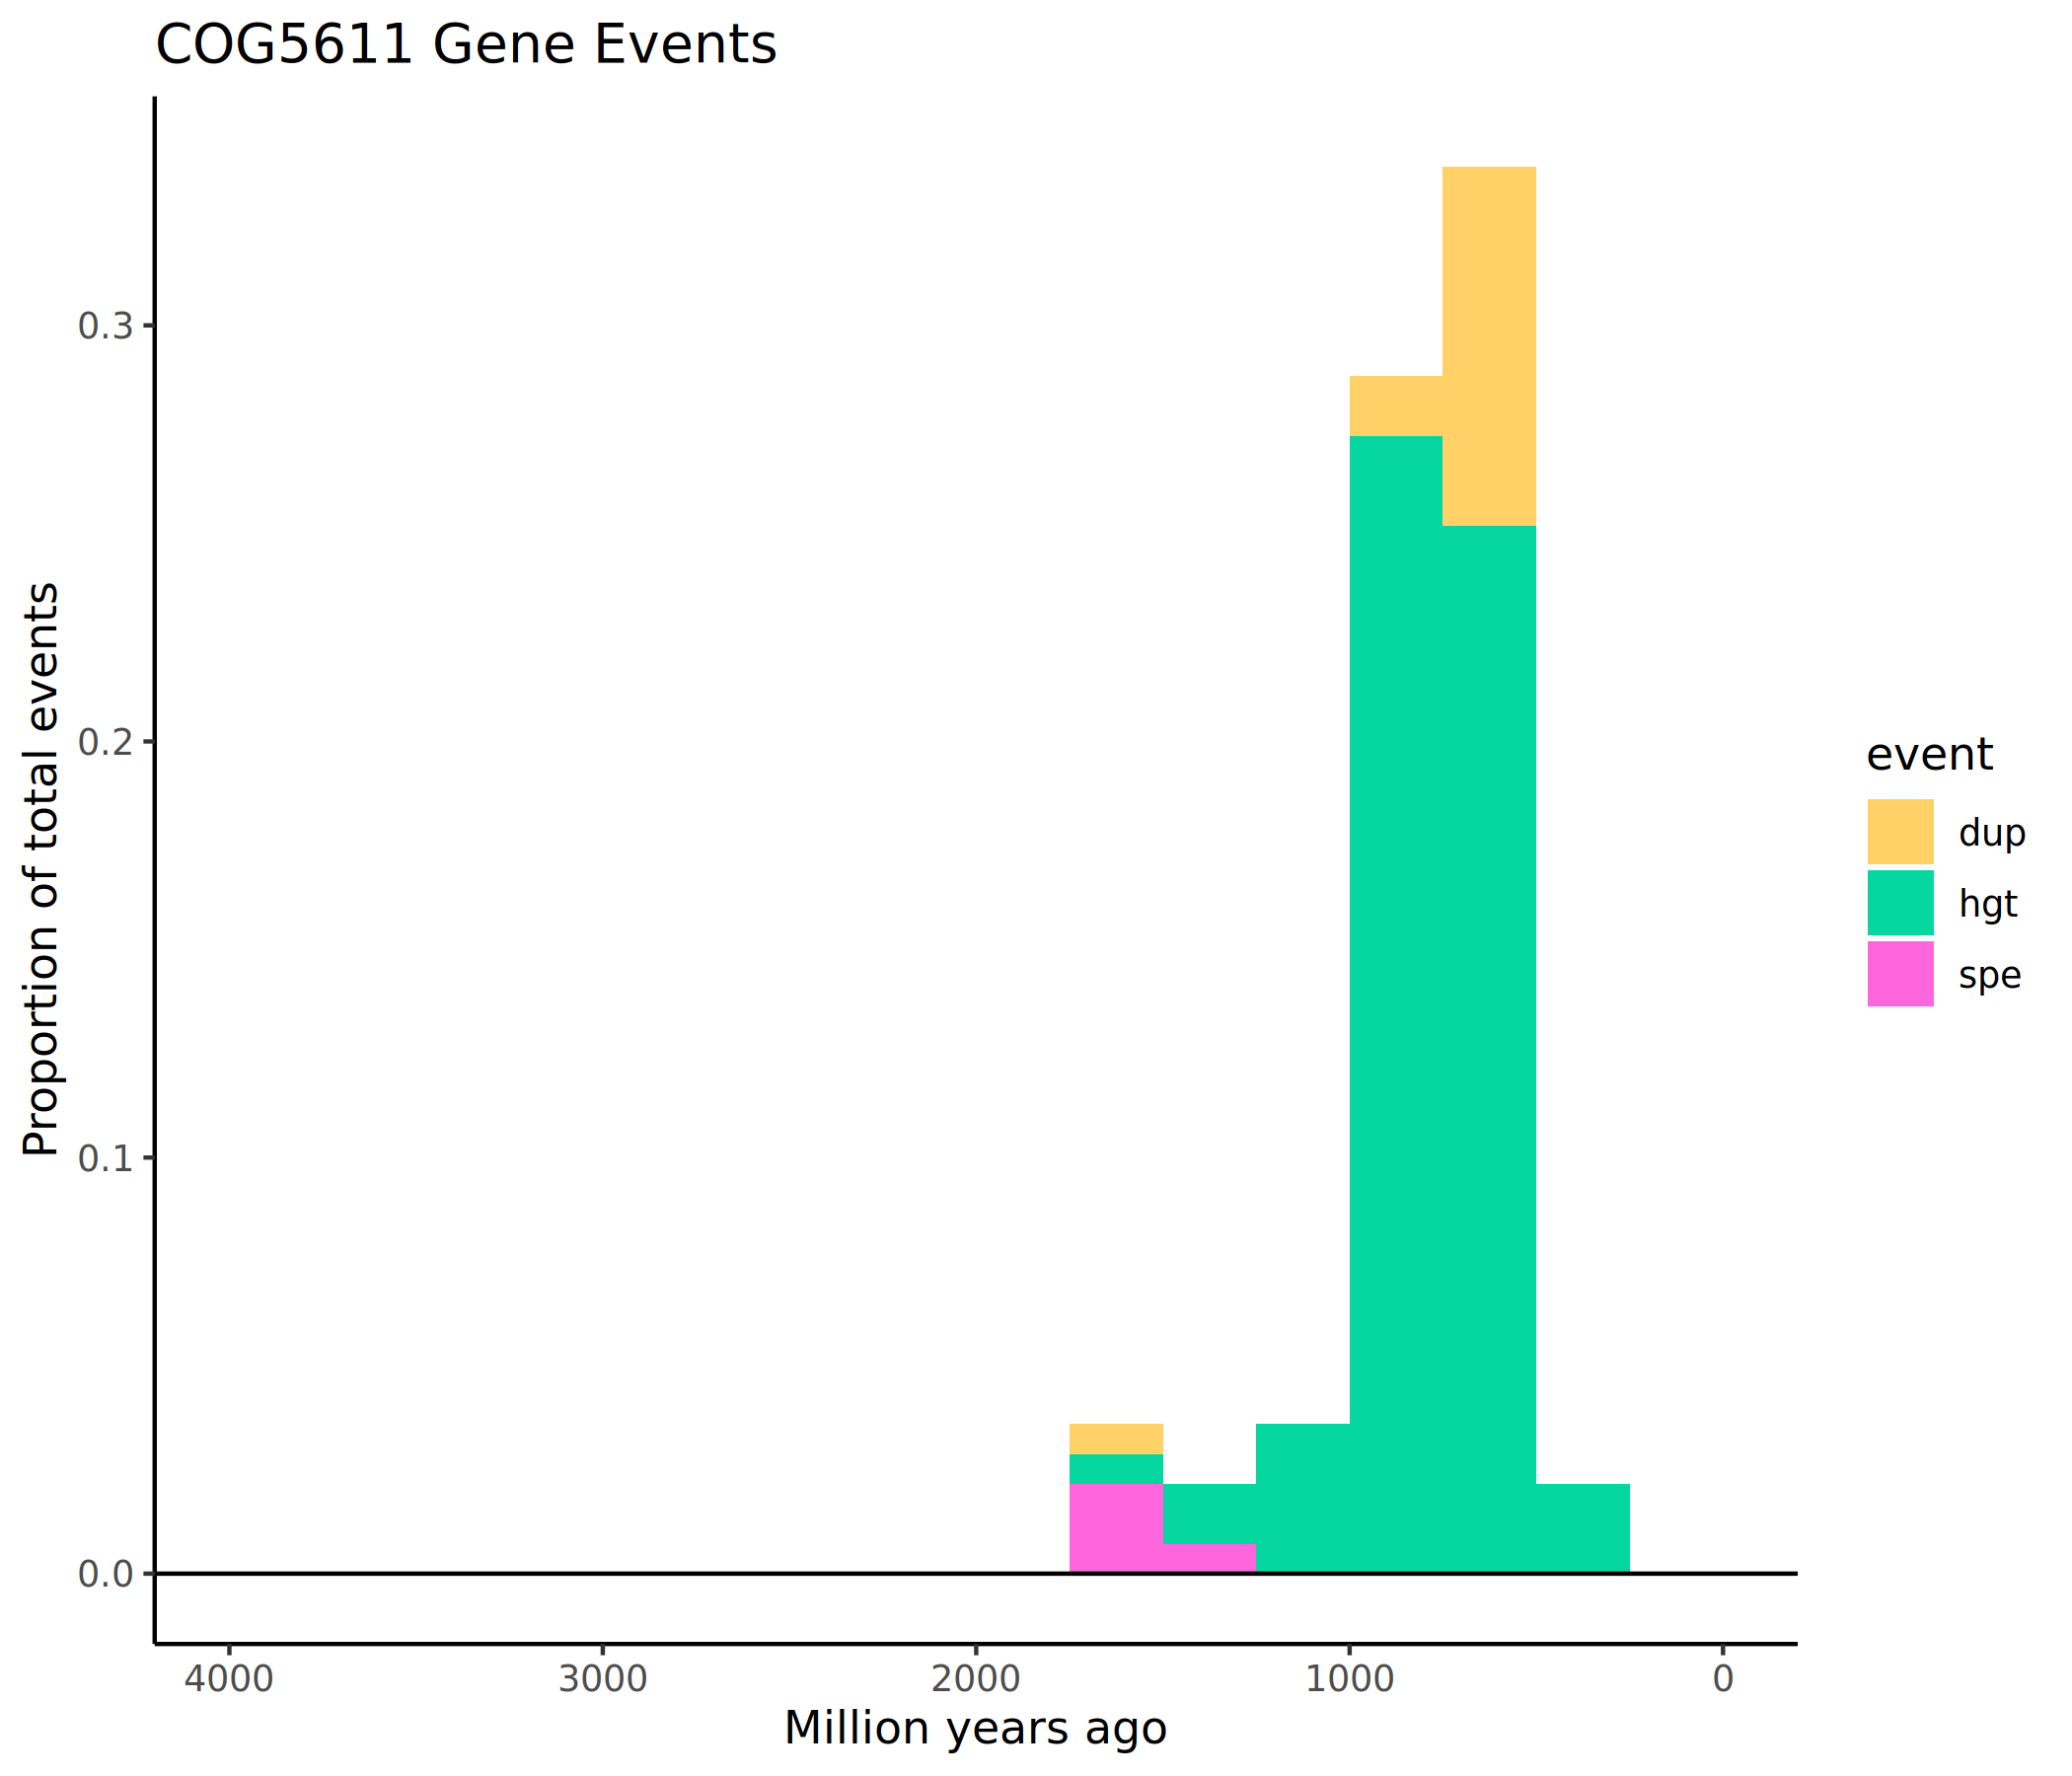 COG5611 Gene Events
Proportion of total events
0.3
0.2
0.1
0.0
4000 3000 2000 1000 0
Million years ago
event
dup
hgt
spe